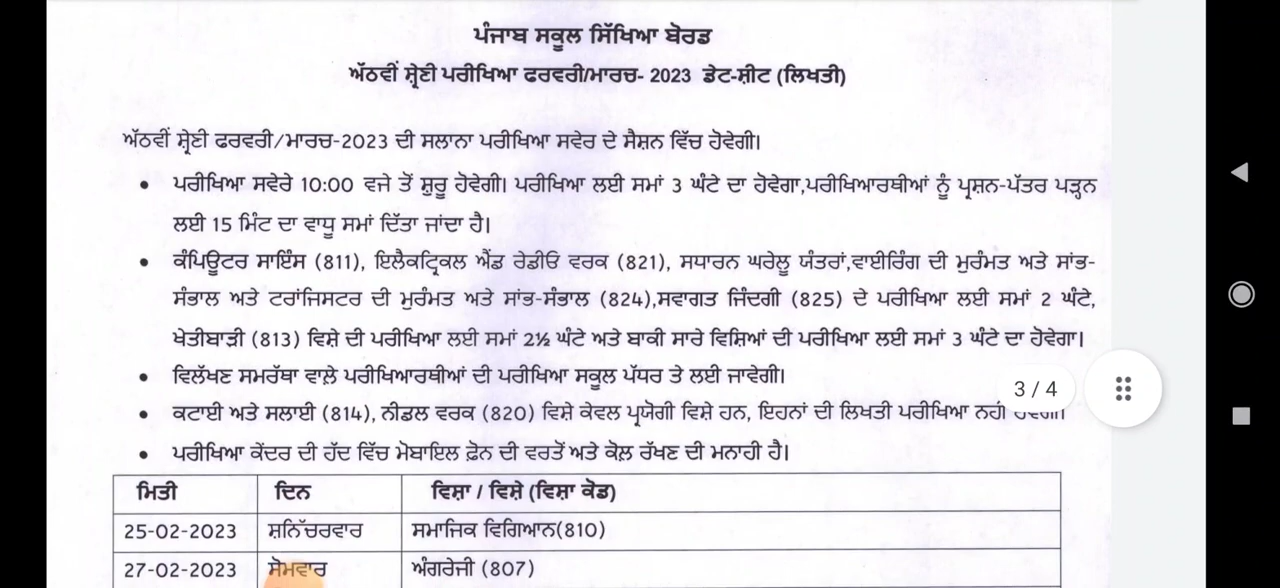 ਪੰਜਾਬ ਸਕੂਲ ਸਿੱਖਿਆ ਬੋਰਡ
ਅੱਠਵੀਂ ਸ਼੍ਰੇਣੀ ਪਰੀਖਿਆ ਫਰਵਰੀ/ਮਾਰਚ- 2023 ਡੇਟ-ਸ਼ੀਟ (ਲਿਖਤੀ)
ਅੱਠਵੀਂ ਸ਼੍ਰੇਣੀ ਫਰਵਰੀ/ਮਾਰਚ-2023 ਦੀ ਸਲਾਨਾ ਪਰੀਖਿਆ ਸਵੇਰ ਦੇ ਸੈਸ਼ਨ ਵਿੱਚ ਹੋਵੇਗੀ।
• ਪਰੀਖਿਆ ਸਵੇਰੇ 10:00 ਵਜੇ ਤੋਂ ਸ਼ੁਰੂ ਹੋਵੇਗੀ। ਪਰੀਖਿਆ ਲਈ ਸਮਾਂ 3 ਘੰਟੇ ਦਾ ਹੋਵੇਗਾ,ਪਰੀਖਿਆਰਥੀਆਂ ਨੂੰ ਪ੍ਰਸ਼ਨ-ਪੱਤਰ ਪੜ੍ਹਨ
ਲਈ 15 ਮਿੰਟ ਦਾ ਵਾਧੂ ਸਮਾਂ ਦਿੱਤਾ ਜਾਂਦਾ ਹੈ।
• ਕੰਪਿਊਟਰ ਸਾਇੰਸ (811), ਇਲੈਕਟ੍ਰਿਕਲ ਐਂਡ ਰੇਡੀਓ ਵਰਕ (821), ਸਧਾਰਨ ਘਰੇਲੂ ਯੰਤਰਾਂ,ਵਾਈਰਿੰਗ ਦੀ ਮੁਰੰਮਤ ਅਤੇ ਸਾਂਭ-
ਸੰਭਾਲ ਅਤੇ ਟਰਾਂਜਿਸਟਰ ਦੀ ਮੁਰੰਮਤ ਅਤੇ ਸਾਂਭ-ਸੰਭਾਲ (824),ਸਵਾਗਤ ਜਿੰਦਗੀ (825) ਦੇ ਪਰੀਖਿਆ ਲਈ ਸਮਾਂ 2 ਘੰਟੇ,
ਖੇਤੀਬਾੜੀ (813) ਵਿਸ਼ੇ ਦੀ ਪਰੀਖਿਆ ਲਈ ਸਮਾਂ 2½ ਘੰਟੇ ਅਤੇ ਬਾਕੀ ਸਾਰੇ ਵਿਸ਼ਿਆਂ ਦੀ ਪਰੀਖਿਆ ਲਈ ਸਮਾਂ 3 ਘੰਟੇ ਦਾ ਹੋਵੇਗਾ।
• ਵਿਲੱਖਣ ਸਮਰੱਥਾ ਵਾਲੇ ਪਰੀਖਿਆਰਥੀਆਂ ਦੀ ਪਰੀਖਿਆ ਸਕੂਲ ਪੱਧਰ ਤੇ ਲਈ ਜਾਵੇਗੀ।
3 / 4
• ਕਟਾਈ ਅਤੇ ਸਲਾਈ (814), ਨੀਡਲ ਵਰਕ (820) ਵਿਸ਼ੇ ਕੇਵਲ ਪ੍ਰਯੋਗੀ ਵਿਸ਼ੇ ਹਨ, ਇਹਨਾਂ ਦੀ ਲਿਖਤੀ ਪਰੀਖਿਆ ਨਹੀਂ
• ਪਰੀਖਿਆ ਕੇਂਦਰ ਦੀ ਹੱਦ ਵਿੱਚ ਮੋਬਾਇਲ ਫ਼ੋਨ ਦੀ ਵਰਤੋਂ ਅਤੇ ਕੋਲ਼ ਰੱਖਣ ਦੀ ਮਨਾਹੀ ਹੈ।
ਮਿਤੀ ਦਿਨ ਵਿਸ਼ਾ / ਵਿਸ਼ੇ (ਵਿਸ਼ਾ ਕੋਡ)
25-02-2023 ਸ਼ਨਿੱਚਰਵਾਰ ਸਮਾਜਿਕ ਵਿਗਿਆਨ(810)
27-02-2023 ਸੋਮਵਾਰ ਅੰਗਰੇਜੀ (807)